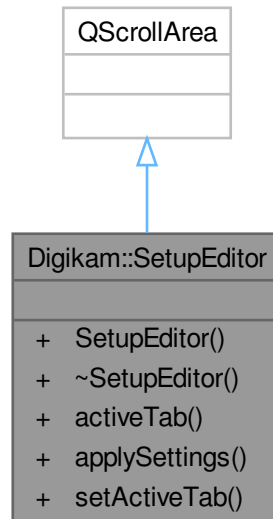 QScrollArea
Digikam::SetupEditor
+ SetupEditor()
+ ~SetupEditor()
+ activeTab()
+ applySettings()
+ setActiveTab()